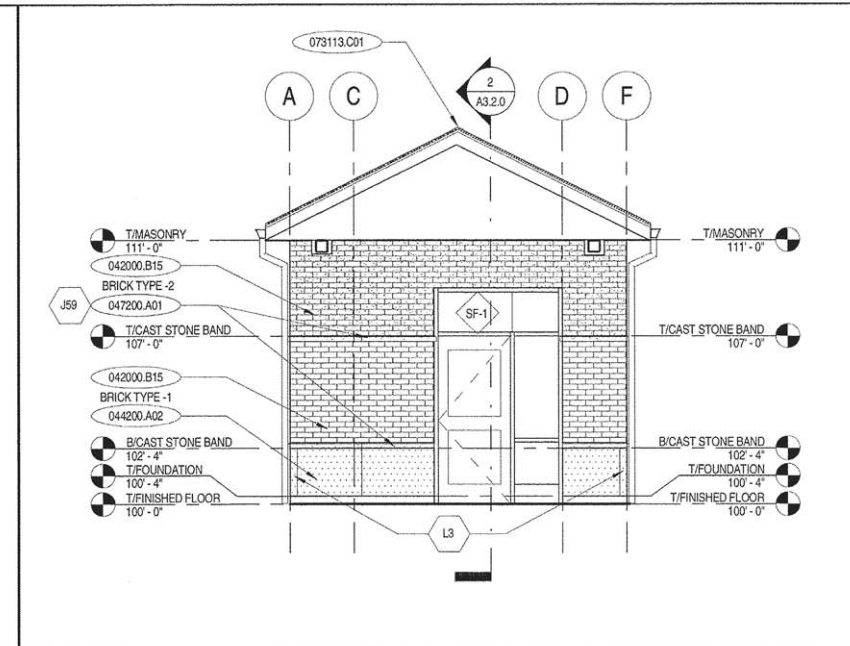 073113.C01
2
A3.2.0
A
C
D
F
T/MASONRY
111' - 0"
T/MASONRY
111' - 0"
042000.B15
BRICK TYPE -2
J59
047200.A01
SF-1
T/CAST STONE BAND
107' - 0"
T/CAST STONE BAND
107' - 0"
042000.B15
BRICK TYPE -1
044200.A02
B/CAST STONE BAND
102' - 4"
B/CAST STONE BAND
102' - 4"
T/FOUNDATION
100' - 4"
T/FOUNDATION
100' - 4"
T/FINISHED FLOOR
100' - 0"
T/FINISHED FLOOR
100' - 0"
L3